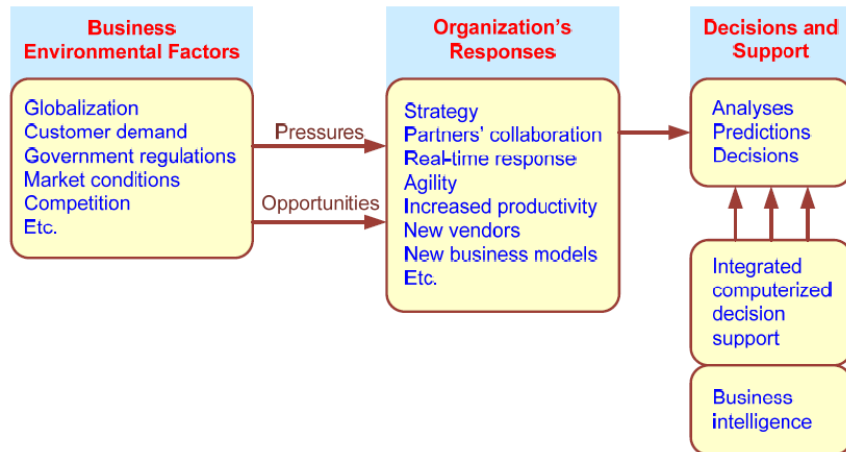 Business
Environmental Factors
Globalization
Customer demand
Government regulations
Market conditions
Competition
Etc.
Pressures
Opportunities
Organization's
Responses
Strategy
Partners' collaboration
Real-time response
Agility
Increased productivity
New vendors
New business models
Etc.
Decisions and
Support
Analyses
Predictions
Decisions
Integrated
computerized
decision
support
Business
intelligence